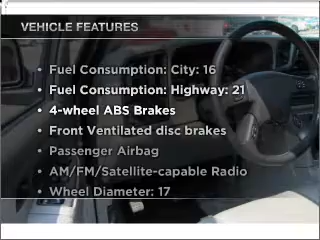 VEHICLE FEATURES
• Fuel Consumption: City: 16
• Fuel Consumption: Highway: 21
• 4-wheel ABS Brakes
• Front Ventilated disc brakes
• Passenger Airbag
• AM/FM/Satellite-capable Radio
• Wheel Diameter: 17